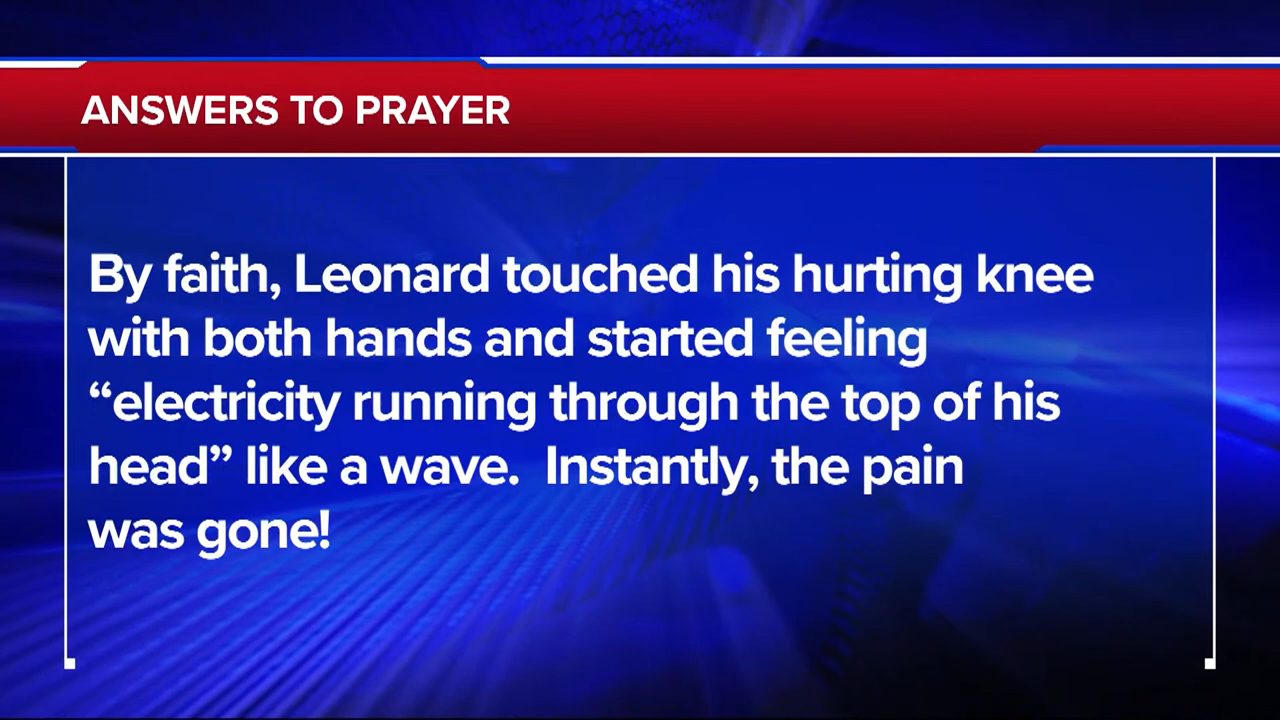 ANSWERS TO PRAYER
By faith, Leonard touched his hurting knee
with both hands and started feeling
“electricity running through the top of his
head” like a wave.  Instantly, the pain
was gone!